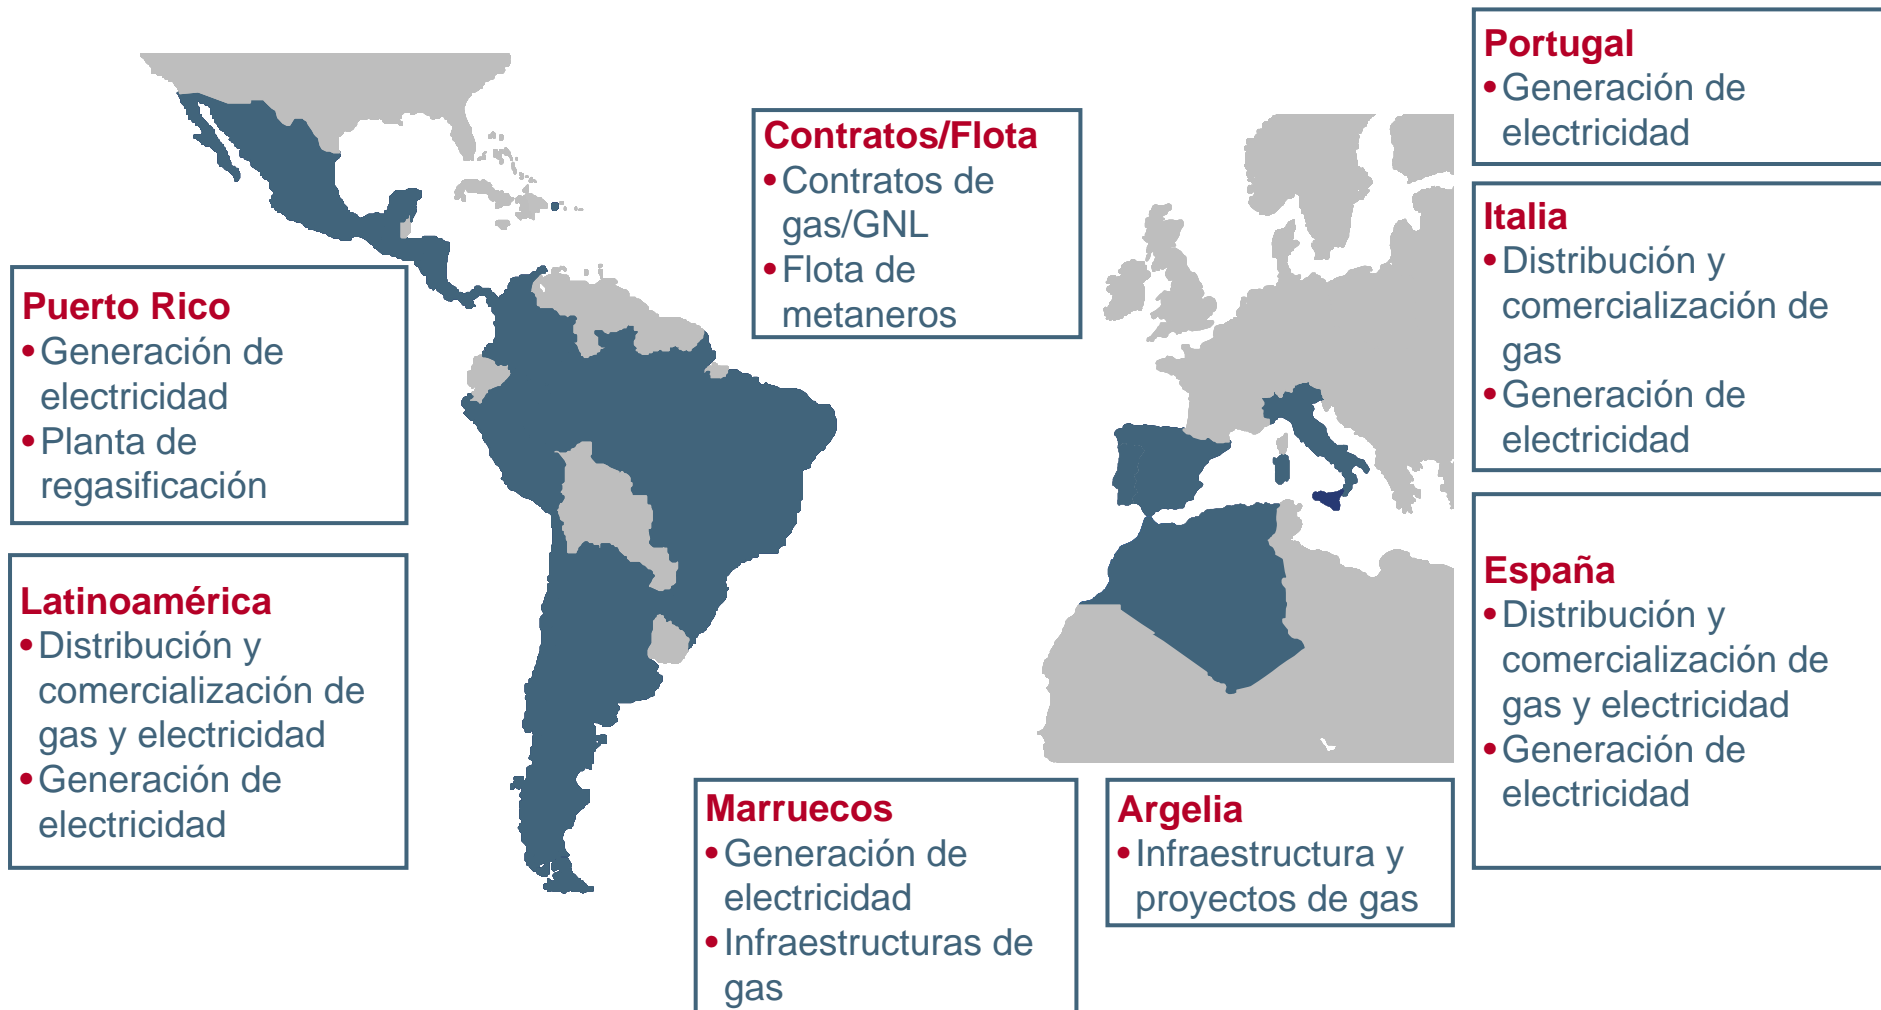 Puerto Rico
•Generación de
electricidad
•Planta de
regasificación
Latinoamérica
•Distribución y
comercialización de
gas y electricidad
•Generación de
electricidad
Contratos/Flota
•Contratos de
gas/GNL
•Flota de
metaneros
Marruecos
•Generación de
electricidad
•Infraestructuras de
gas
Argelia
•Infraestructura y
proyectos de gas
Portugal
•Generación de
electricidad
Italia
•Distribución y
comercialización de
gas
•Generación de
electricidad
España
•Distribución y
comercialización de
gas y electricidad
•Generación de
electricidad